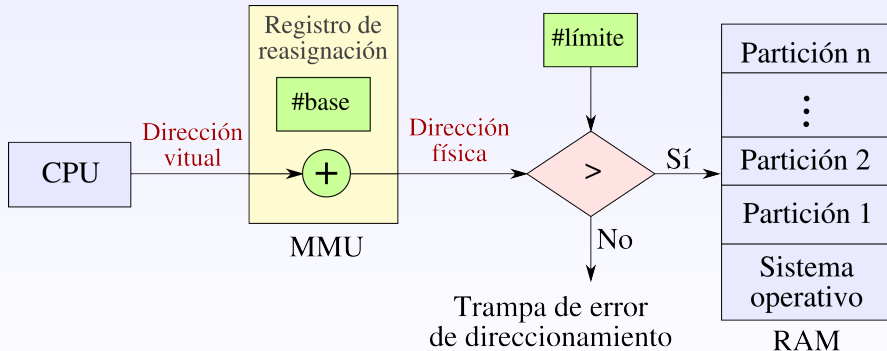 Registro de
reasignación
#base
#límite
Partición n
⋮
Dirección
vitual
Dirección
física
CPU
+
>
Sí
Partición 2
Partición 1
No
MMU
Sistema
operativo
Trampa de error
de direccionamiento
RAM